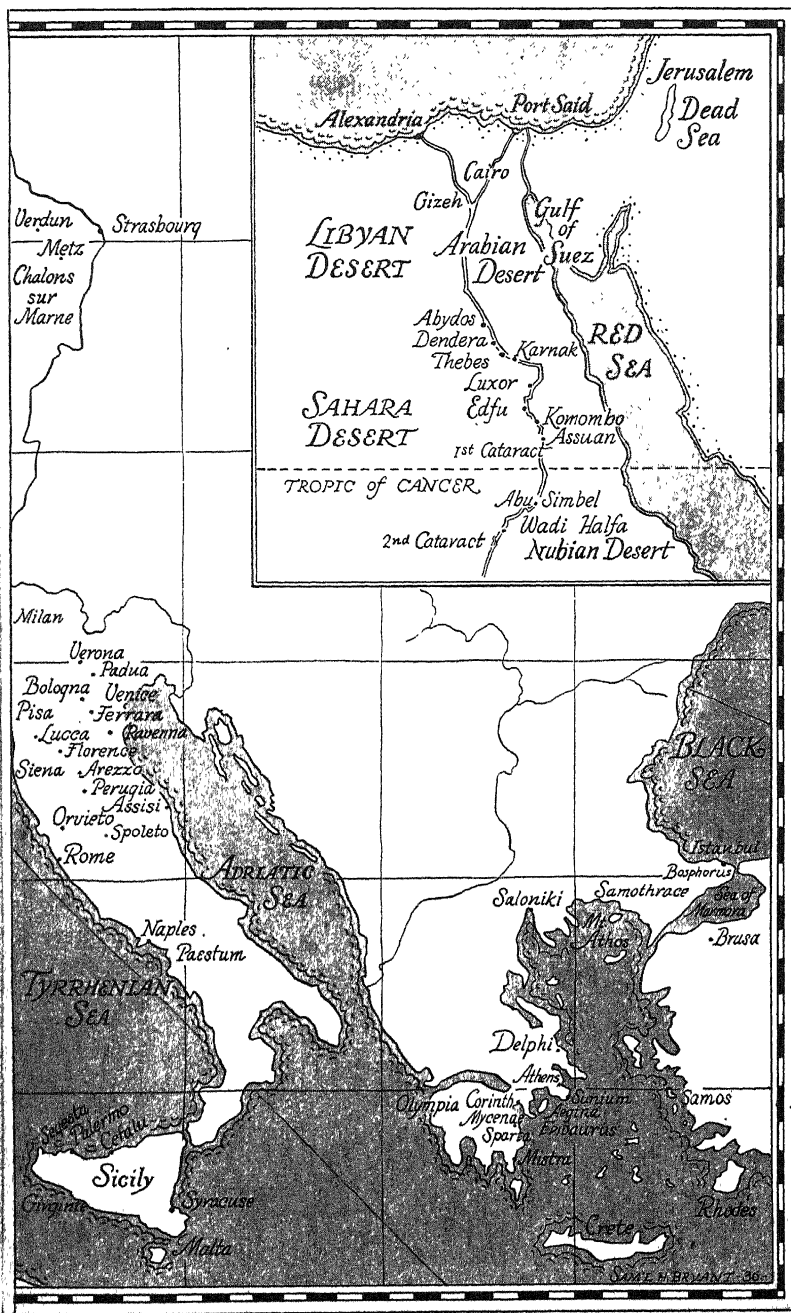 Jerusalem
Dead
Sea
Alexandria
Port Said
Cairo
Gizeh
Gulf
of
Suez
LIBYAN
DESERT
Arabian
Desert
Abydos
Dendera
Thebes
Karnak
RED
SEA
Luxor
Edfu
SAHARA
DESERT
Komombo
Assuan
1st Cataract
TROPIC of CANCER
Abu Simbel
Wadi Halfa
2nd Cataract
Nubian Desert
Verdun
Strasbourg
Metz
Chalons
sur
Marne
Milan
Verona
Padua
Bologna
Venice
Pisa
Ferrara
Lucca
Ravenna
Florence
Siena
Arezzo
Perugia
Assisi
Orvieto
Spoleto
Rome
ADRIATIC
SEA
BLACK
SEA
Istanbul
Bosphorus
Sea of
Marmora
Brusa
Saloniki
Samothrace
Mt.
Athos
Naples
Paestum
TYRRHENIAN
SEA
Delphi
Athens
Olympia
Corinth
Mycenae
Sparta
Mistra
Sunium
Aegina
Epidaurus
Samos
Segesta
Palermo
Cefalu
Sicily
Girginti
Syracuse
Malta
Rhodes
Crete
SAM'L H. BRYANT-39-